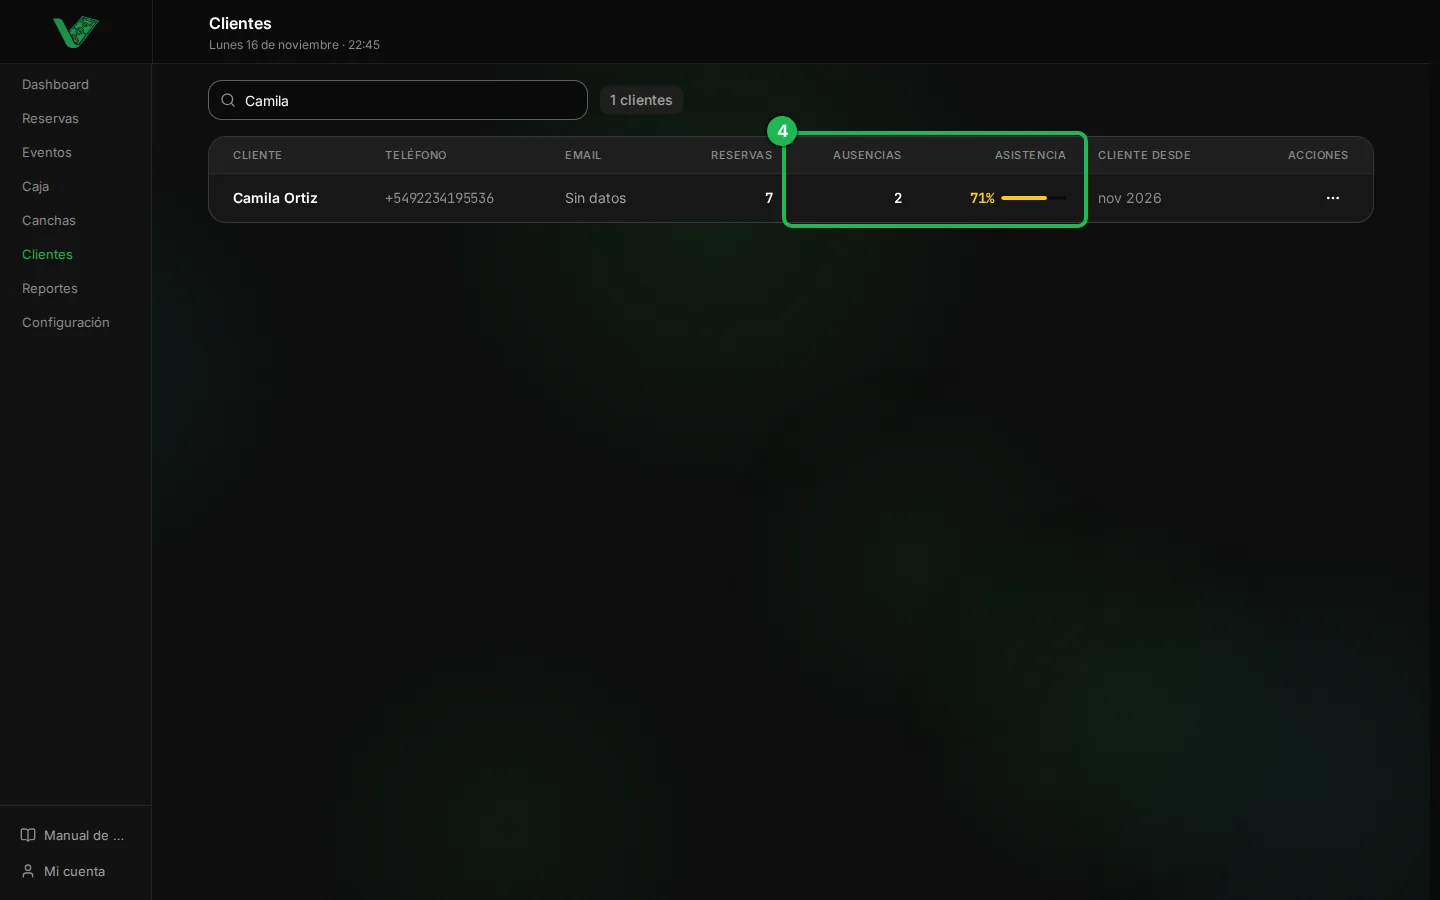 Clientes
Lunes 16 de noviembre · 22:45
Dashboard
Reservas
Eventos
Caja
Canchas
Clientes
Reportes
Configuración
Manual de ...
Mi cuenta
Camila
1 clientes
4
CLIENTE TELÉFONO EMAIL RESERVAS AUSENCIAS ASISTENCIA CLIENTE DESDE ACCIONES
Camila Ortiz +5492234195536 Sin datos 7 2 71% nov 2026 ...